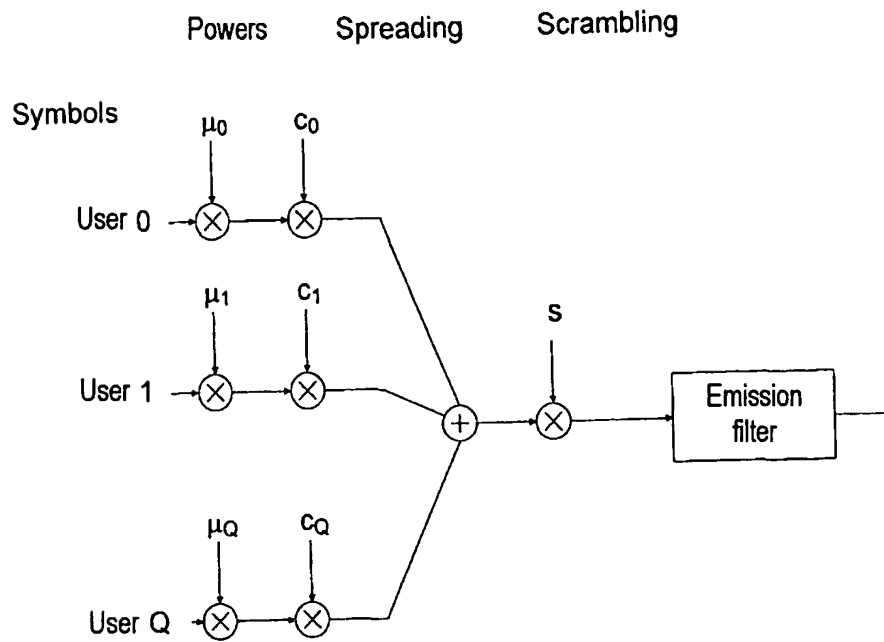 Powers Spreading Scrambling
Symbols
μ0 c0
User 0
μ1 c1
s
User 1
Emission
filter
μQ cQ
User Q